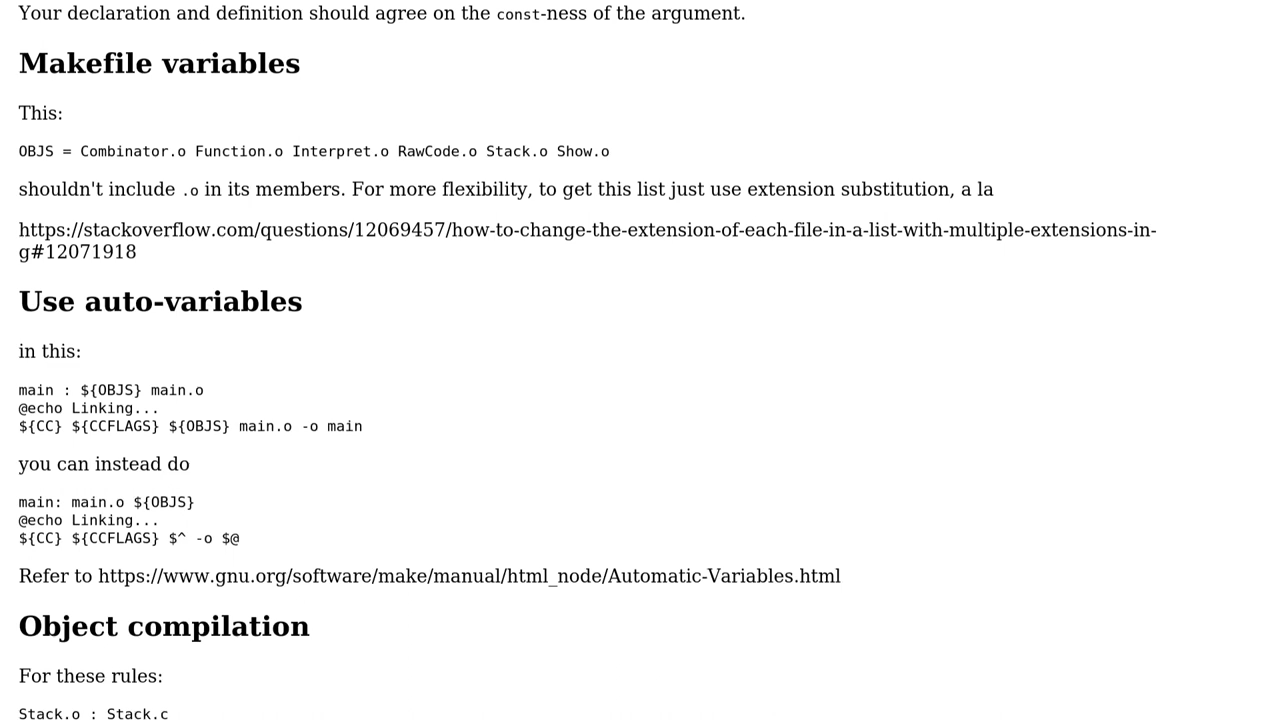 Your declaration and definition should agree on the const-ness of the argument.
Makefile variables
This:
OBJS = Combinator.o Function.o Interpret.o RawCode.o Stack.o Show.o
shouldn't include .o in its members. For more flexibility, to get this list just use extension substitution, a la
https://stackoverflow.com/questions/12069457/how-to-change-the-extension-of-each-file-in-a-list-with-multiple-extensions-in-
g#12071918
Use auto-variables
in this:
main : ${OBJS} main.o
@echo Linking...
${CC} ${CCFLAGS} ${OBJS} main.o -o main
you can instead do
main: main.o ${OBJS}
@echo Linking...
${CC} ${CCFLAGS} $^ -o $@
Refer to https://www.gnu.org/software/make/manual/html_node/Automatic-Variables.html
Object compilation
For these rules:
Stack.o : Stack.c